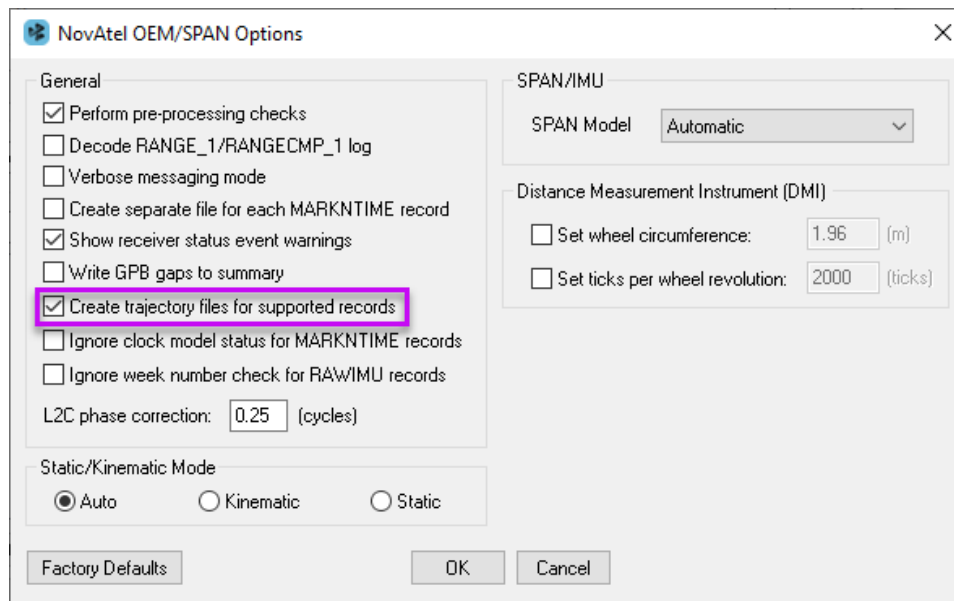 NovAtel OEM/SPAN Options
General
Perform pre-processing checks
Decode RANGE_1/RANGECMP_1 log
Verbose messaging mode
Create separate file for each MARKNTIME record
Show receiver status event warnings
Write GPB gaps to summary
Create trajectory files for supported records
Ignore clock model status for MARKNTIME records
Ignore week number check for RAWIMU records
L2C phase correction: 0.25 (cycles)
Static/Kinematic Mode
Auto Kinematic Static
SPAN/IMU
SPAN Model Automatic
Distance Measurement Instrument (DMI)
Set wheel circumference: 1.96 (m)
Set ticks per wheel revolution: 2000 (ticks)
Factory Defaults OK Cancel